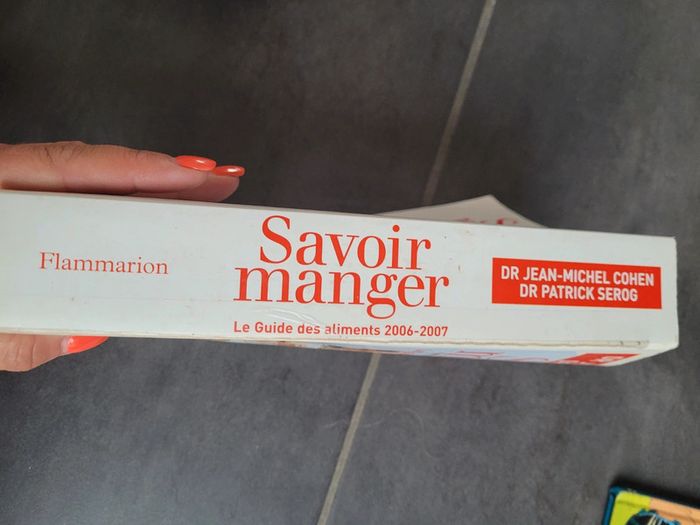 Flammarion
Savoir
manger
Le Guide des aliments 2006-2007
DR JEAN-MICHEL COHEN
DR PATRICK SEROG